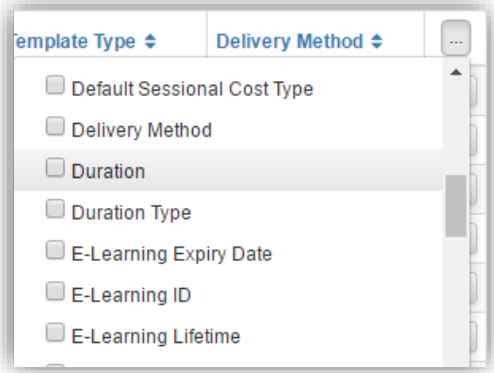 Template Type Delivery Method ...
Default Sessional Cost Type
Delivery Method
Duration
Duration Type
E-Learning Expiry Date
E-Learning ID
E-Learning Lifetime